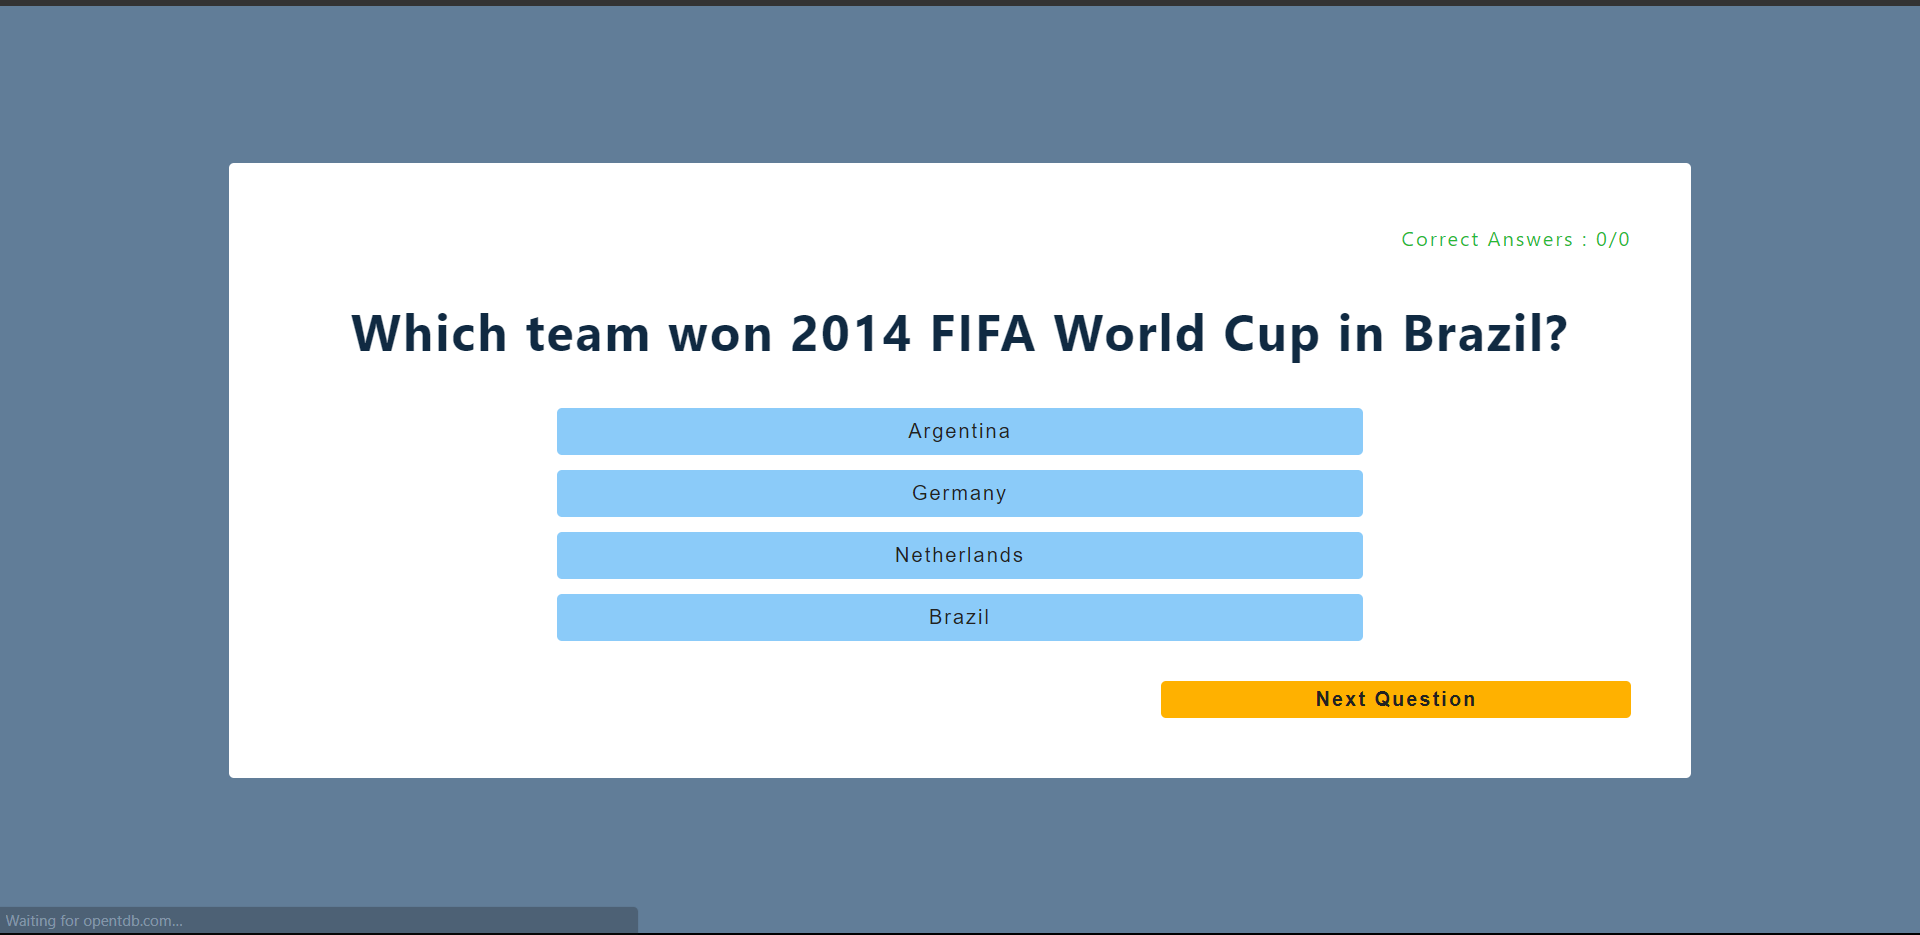 Correct Answers : 0/0
Which team won 2014 FIFA World Cup in Brazil?
Argentina
Germany
Netherlands
Brazil
Next Question
Waiting for opentdb.com...